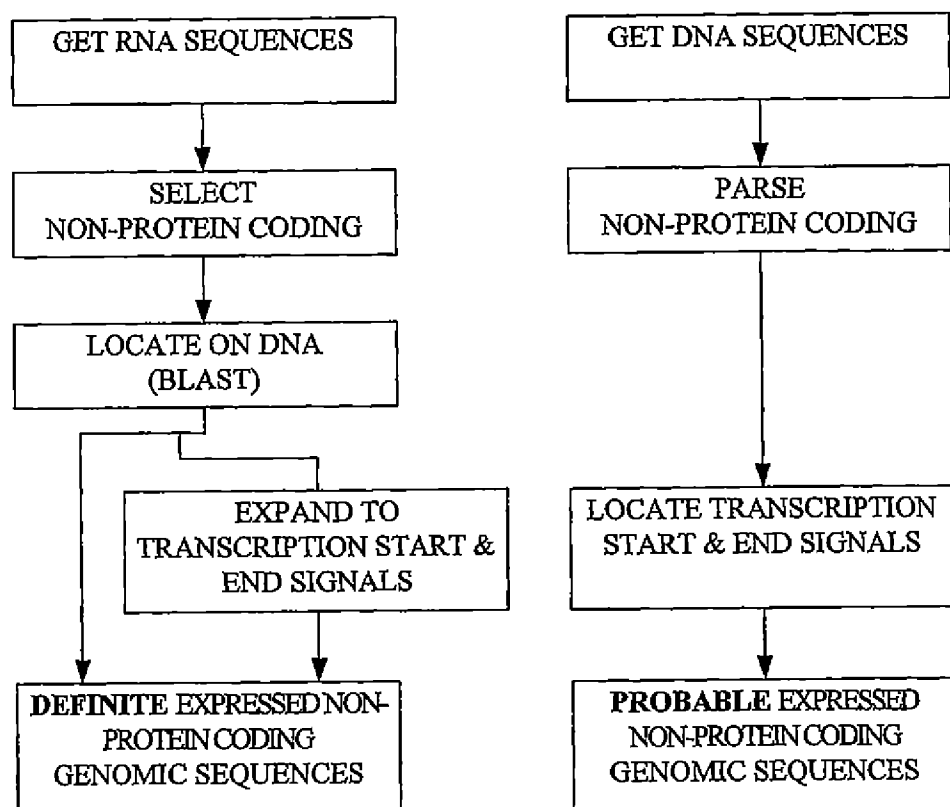 GET RNA SEQUENCES
SELECT
NON-PROTEIN CODING
LOCATE ON DNA
(BLAST)
EXPAND TO
TRANSCRIPTION START &
END SIGNALS
DEFINITE EXPRESSED NON-
PROTEIN CODING
GENOMIC SEQUENCES
GET DNA SEQUENCES
PARSE
NON-PROTEIN CODING
LOCATE TRANSCRIPTION
START & END SIGNALS
PROBABLE EXPRESSED
NON-PROTEIN CODING
GENOMIC SEQUENCES